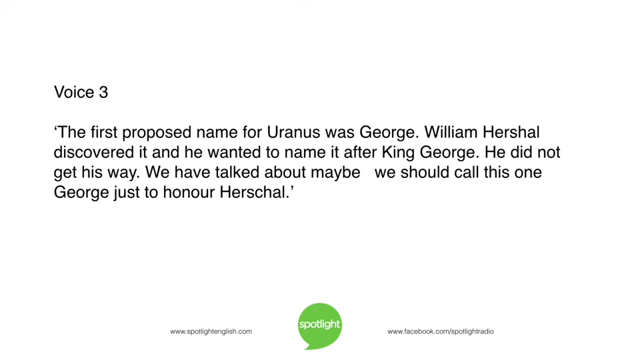 Voice 3
‘The first proposed name for Uranus was George. William Hershal
discovered it and he wanted to name it after King George. He did not
get his way. We have talked about maybe we should call this one
George just to honour Herschal.’
www.spotlightenglish.com
spotlight
www.facebook.com/spotlightradio